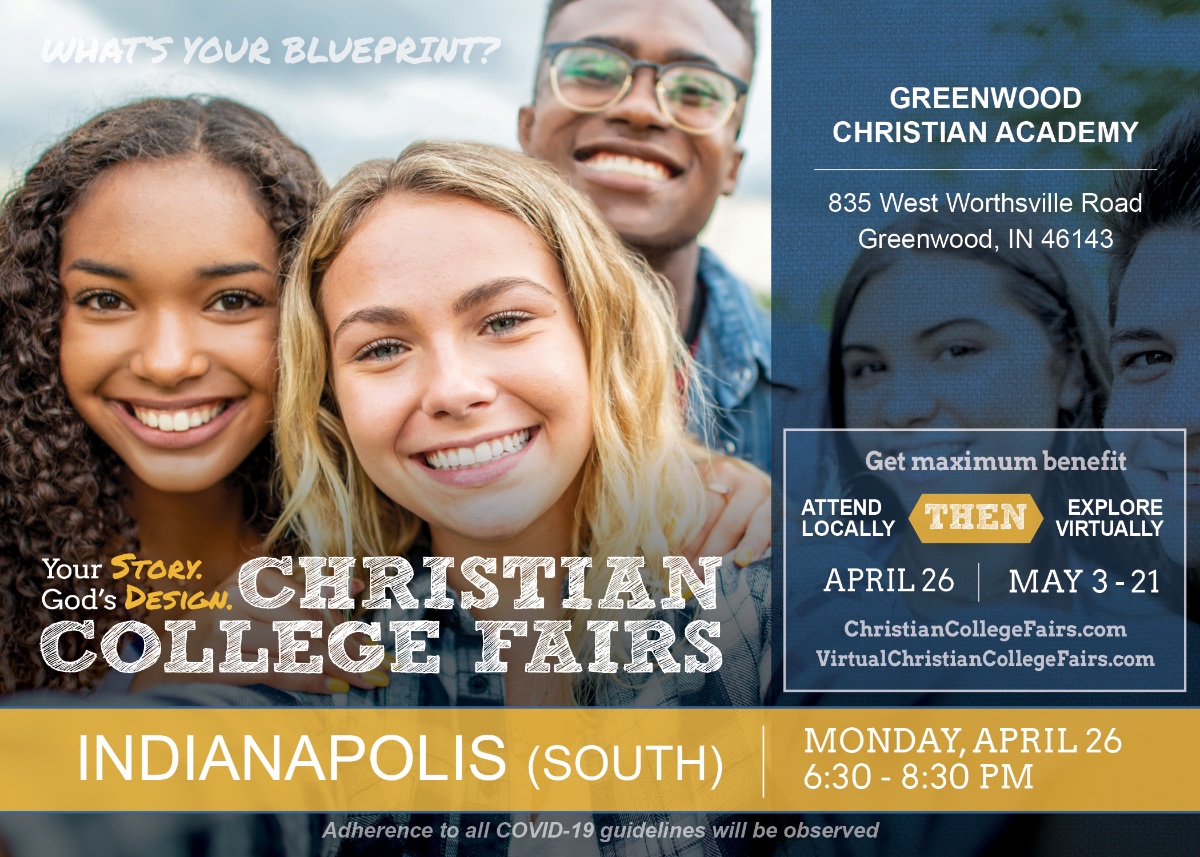 WHAT'S YOUR BLUEPRINT?
GREENWOOD
CHRISTIAN ACADEMY
835 West Worthsville Road
Greenwood, IN 46143
Get maximum benefit
ATTEND
LOCALLY
THEN
EXPLORE
VIRTUALLY
APRIL 26
MAY 3 - 21
ChristianCollegeFairs.com
VirtualChristianCollegeFairs.com
Your STORY.
God's DESIGN.
CHRISTIAN
COLLEGE FAIRS
INDIANAPOLIS (SOUTH)
MONDAY, APRIL 26
6:30 - 8:30 PM
Adherence to all COVID-19 guidelines will be observed